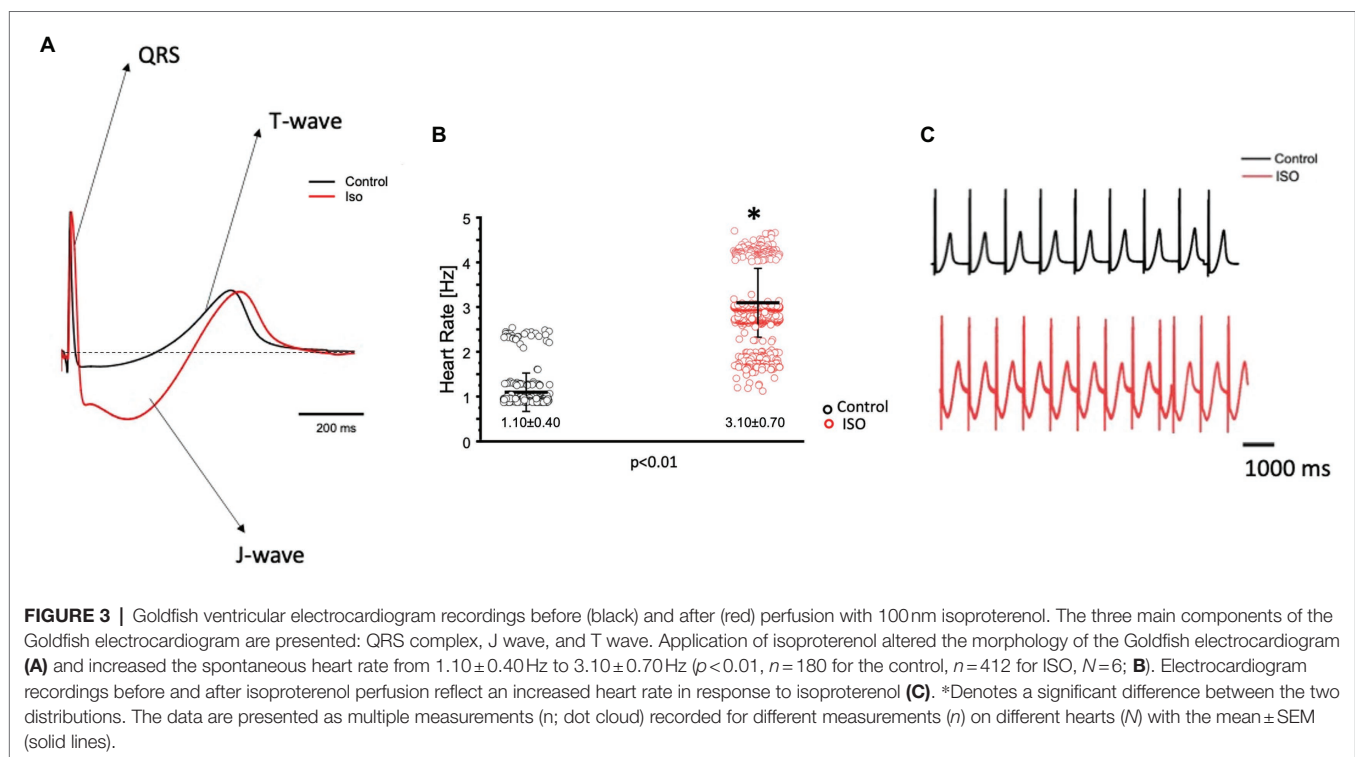 A
QRS
T-wave
Control
Iso
200 ms
J-wave
B
Heart Rate [Hz]
5
4
3
2
1
0
*
1.10±0.40
3.10±0.70
Control
ISO
p<0.01
C
Control
ISO
1000 ms
FIGURE 3 | Goldfish ventricular electrocardiogram recordings before (black) and after (red) perfusion with 100 nm isoproterenol. The three main components of the
Goldfish electrocardiogram are presented: QRS complex, J wave, and T wave. Application of isoproterenol altered the morphology of the Goldfish electrocardiogram
(A) and increased the spontaneous heart rate from 1.10 ± 0.40 Hz to 3.10 ± 0.70 Hz (p < 0.01, n = 180 for the control, n = 412 for ISO, N = 6; B). Electrocardiogram
recordings before and after isoproterenol perfusion reflect an increased heart rate in response to isoproterenol (C). *Denotes a significant difference between the two
distributions. The data are presented as multiple measurements (n; dot cloud) recorded for different measurements (n) on different hearts (N) with the mean ± SEM
(solid lines).